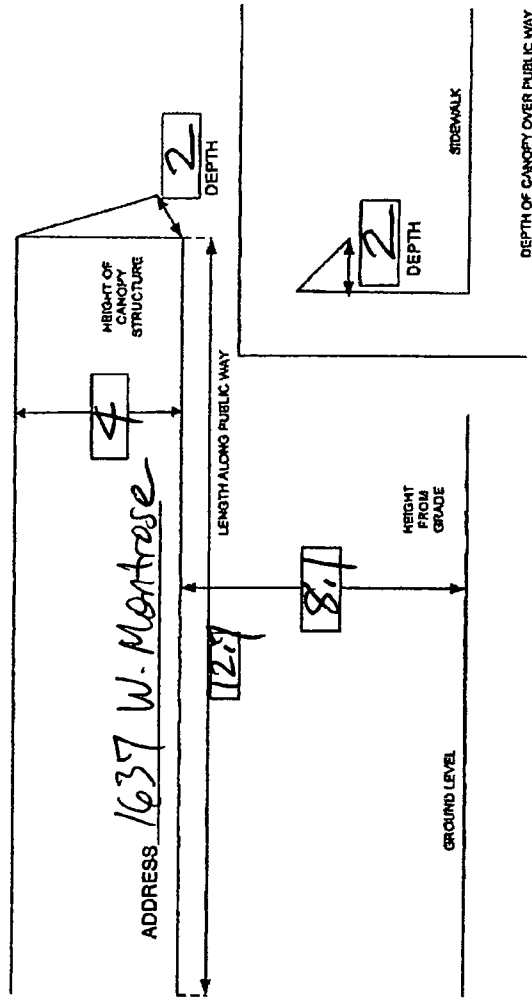 ADDRESS 1637 W. Montrose
4
HEIGHT OF
CANOPY
STRUCTURE
2
DEPTH
LENGTH ALONG PUBLIC WAY
12.7
8.1
HEIGHT
FROM
GRADE
GROUND LEVEL
2
DEPTH
SIDEWALK
DEPTH OF CANOPY OVER PUBLIC WAY